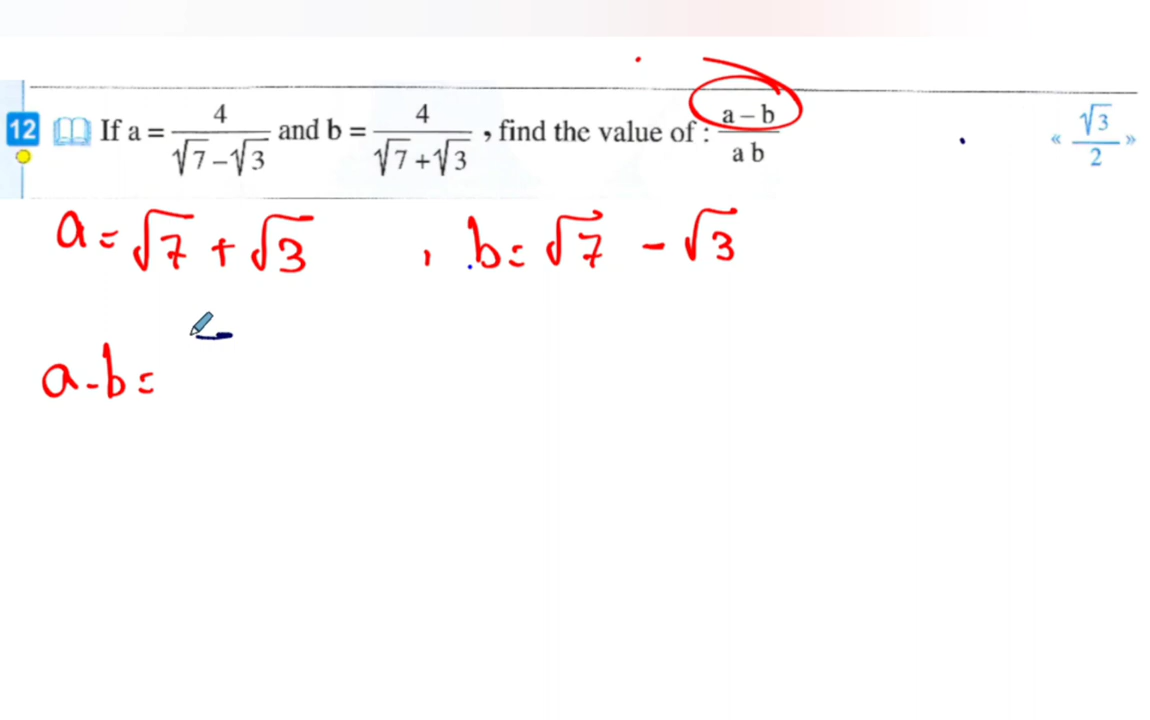 12 If a = 4/(√7 − √3) and b = 4/(√7 + √3) , find the value of : (a − b)/(a b) « √3/2 »
a = √7 + √3 , b = √7 - √3
a-b =